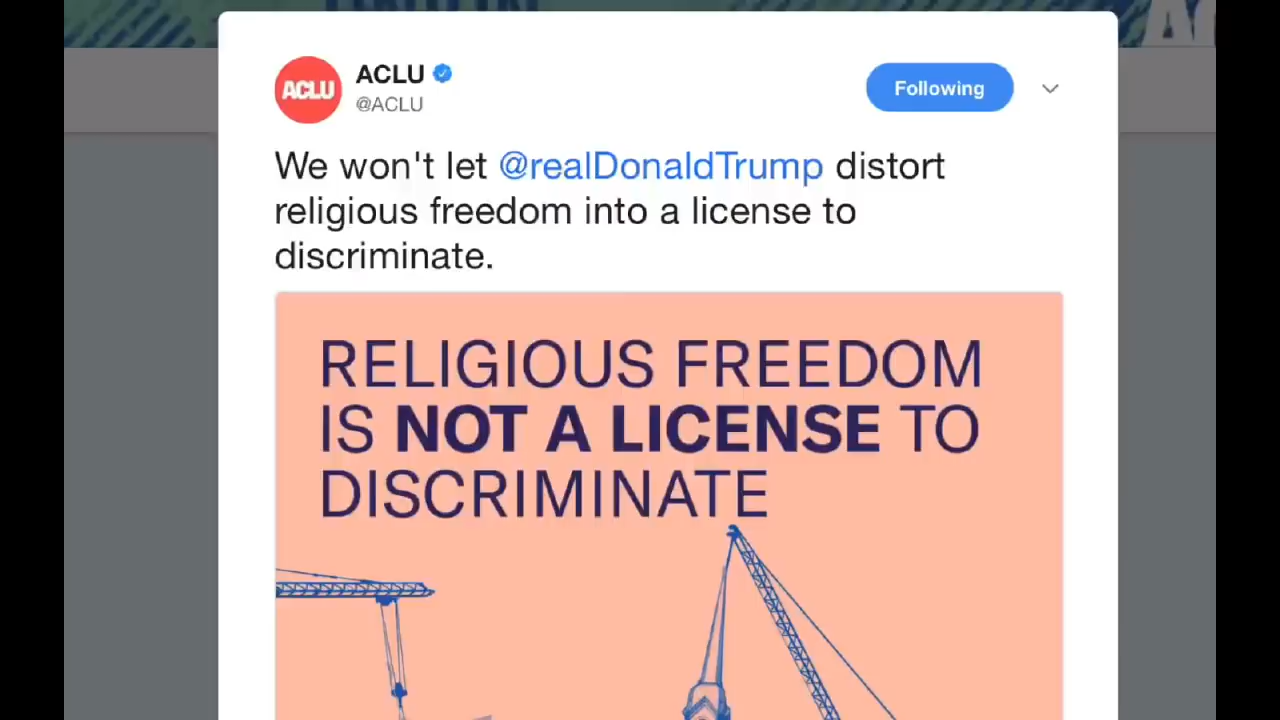 ACLU
ACLU
@ACLU
Following
We won't let @realDonaldTrump distort
religious freedom into a license to
discriminate.
RELIGIOUS FREEDOM
IS NOT A LICENSE TO
DISCRIMINATE